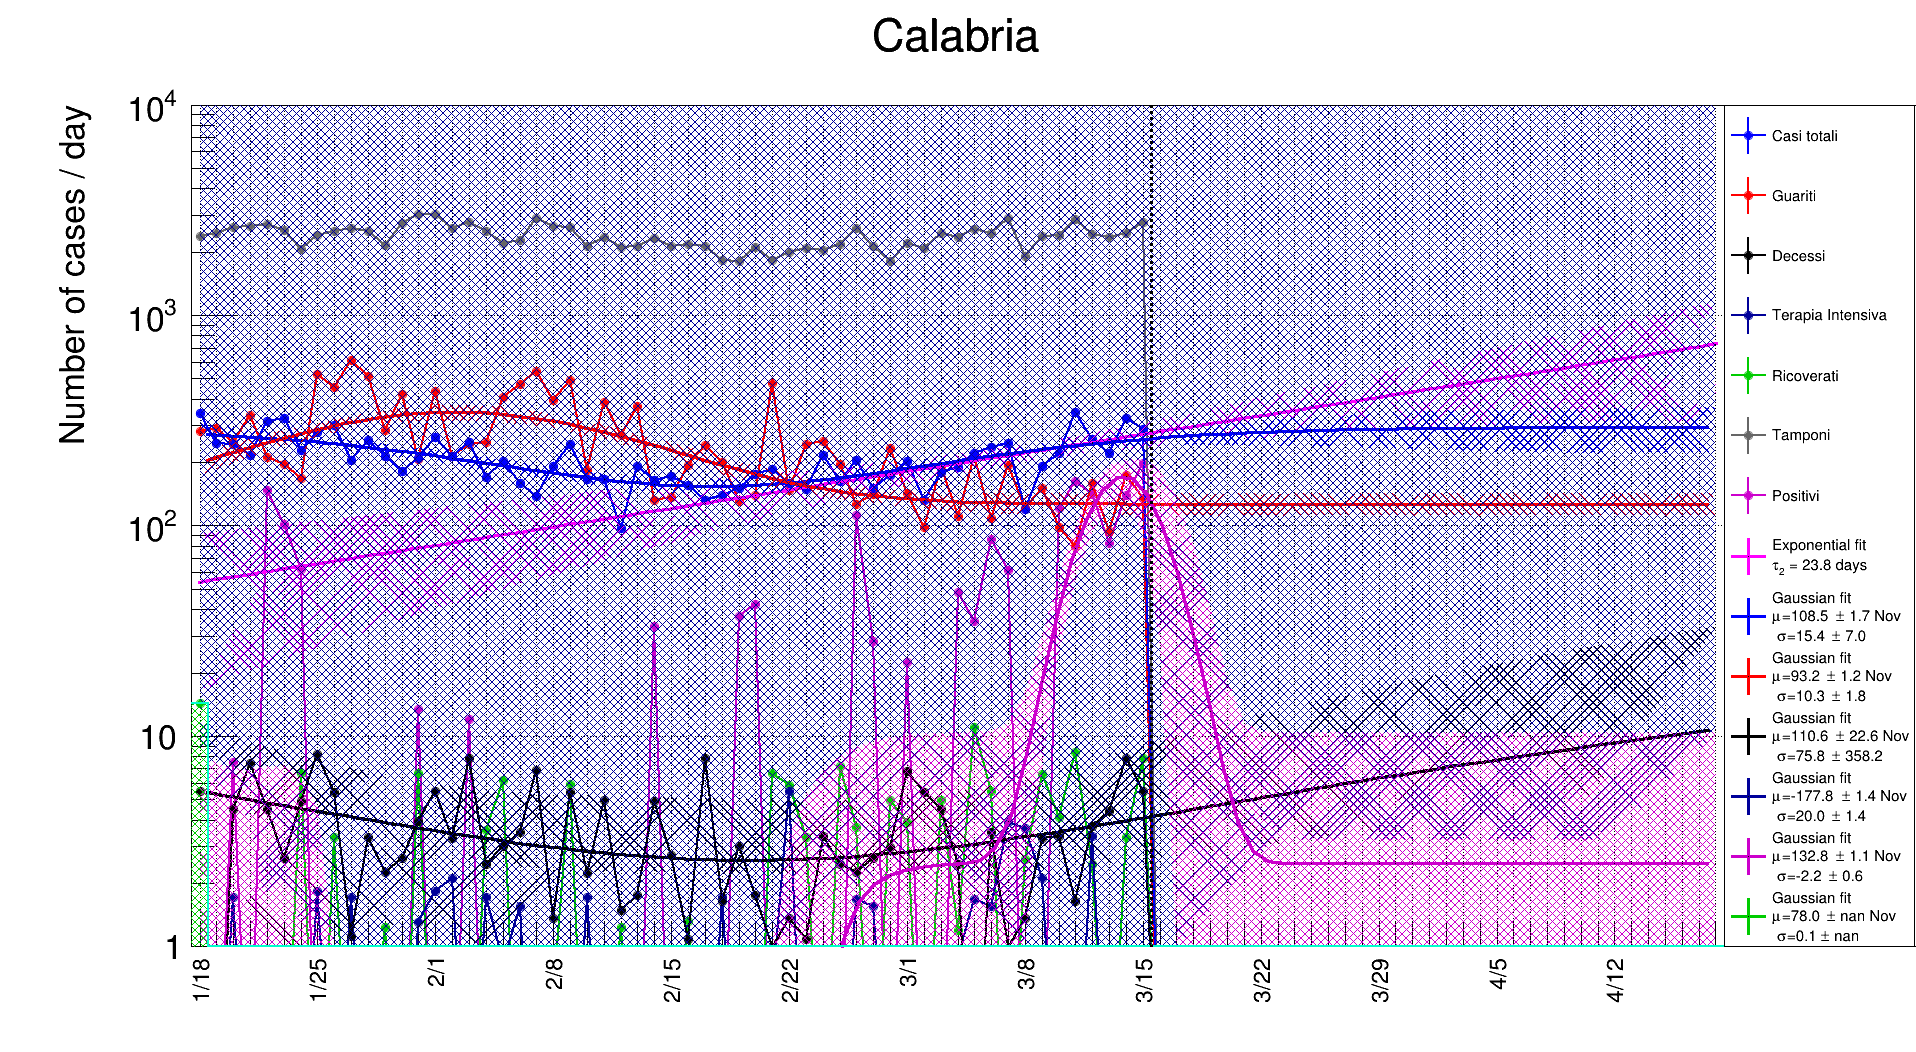 Calabria
Number of cases / day
10^4
10^3
10^2
10
1
1/18
1/25
2/1
2/8
2/15
2/22
3/1
3/8
3/15
3/22
3/29
4/5
4/12
Casi totali
Guariti
Decessi
Terapia Intensiva
Ricoverati
Tamponi
Positivi
Exponential fit
τ₂ = 23.8 days
Gaussian fit
μ=108.5 ± 1.7 Nov
σ=15.4 ± 7.0
Gaussian fit
μ=93.2 ± 1.2 Nov
σ=10.3 ± 1.8
Gaussian fit
μ=110.6 ± 22.6 Nov
σ=75.8 ± 358.2
Gaussian fit
μ=-177.8 ± 1.4 Nov
σ=20.0 ± 1.4
Gaussian fit
μ=132.8 ± 1.1 Nov
σ=-2.2 ± 0.6
Gaussian fit
μ=78.0 ± nan Nov
σ=0.1 ± nan